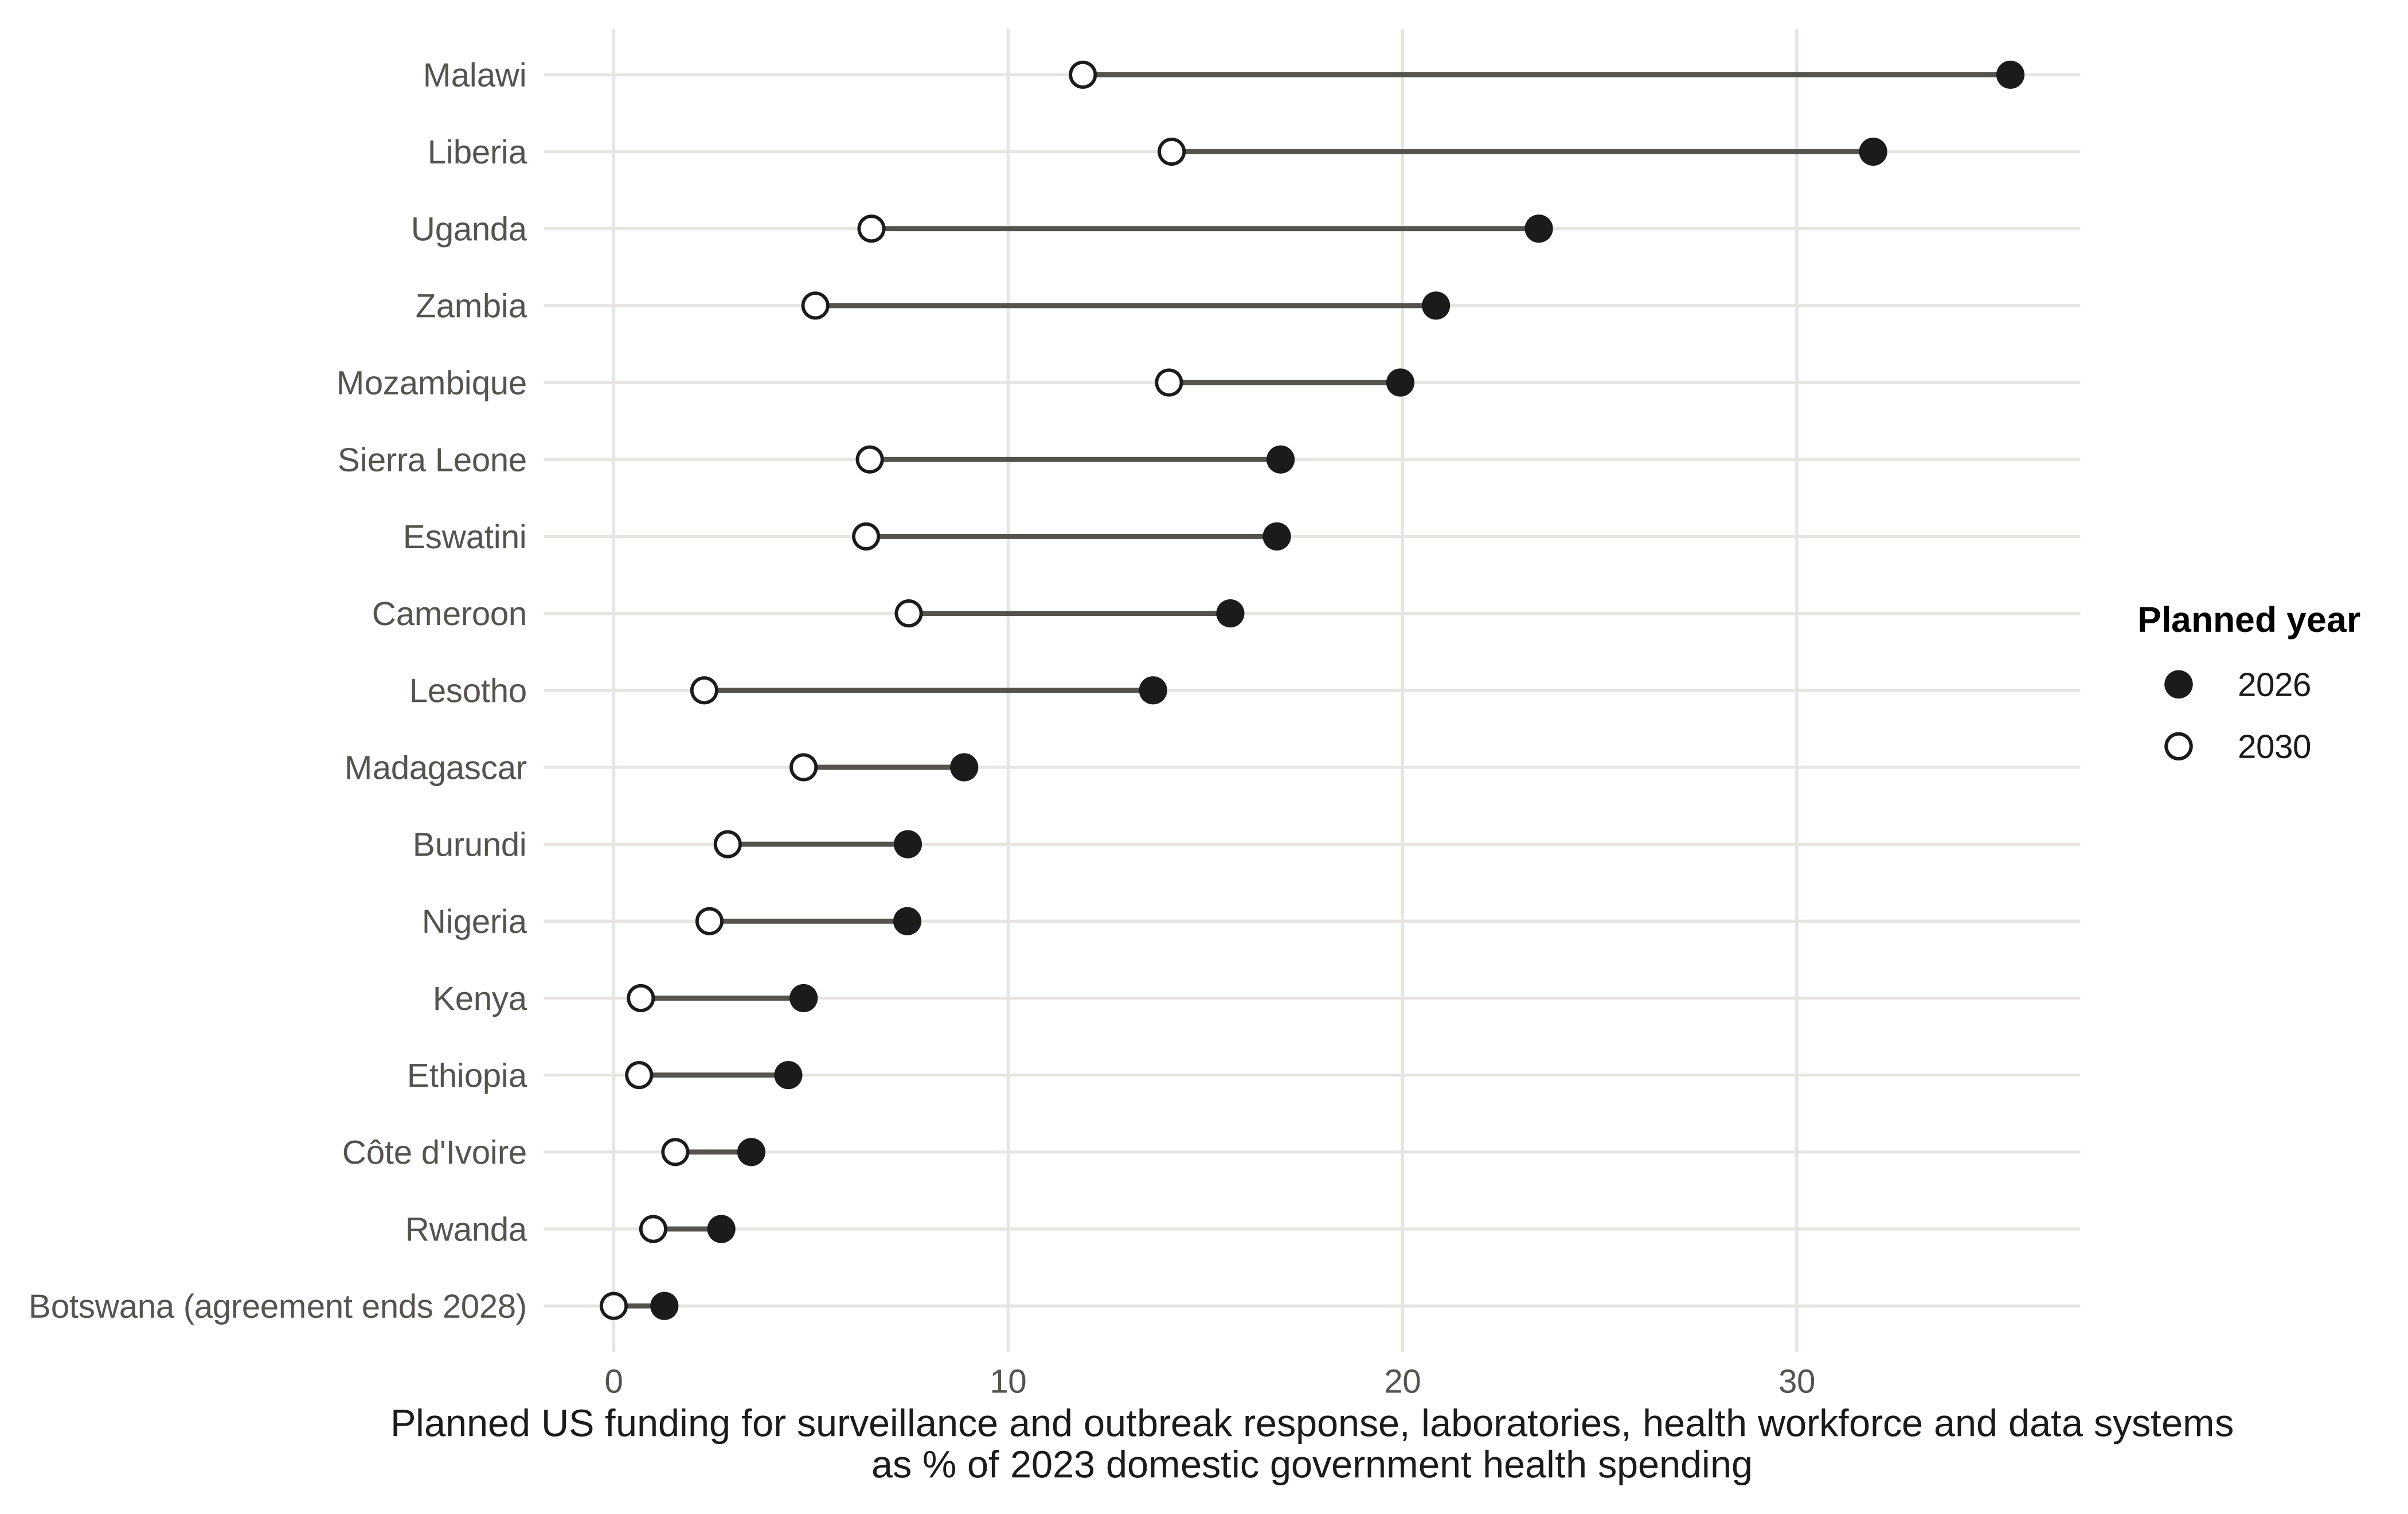 Malawi
Liberia
Uganda
Zambia
Mozambique
Sierra Leone
Eswatini
Cameroon
Lesotho
Madagascar
Burundi
Nigeria
Kenya
Ethiopia
Côte d'Ivoire
Rwanda
Botswana (agreement ends 2028)
0 10 20 30
Planned US funding for surveillance and outbreak response, laboratories, health workforce and data systems
as % of 2023 domestic government health spending
Planned year
2026
2030